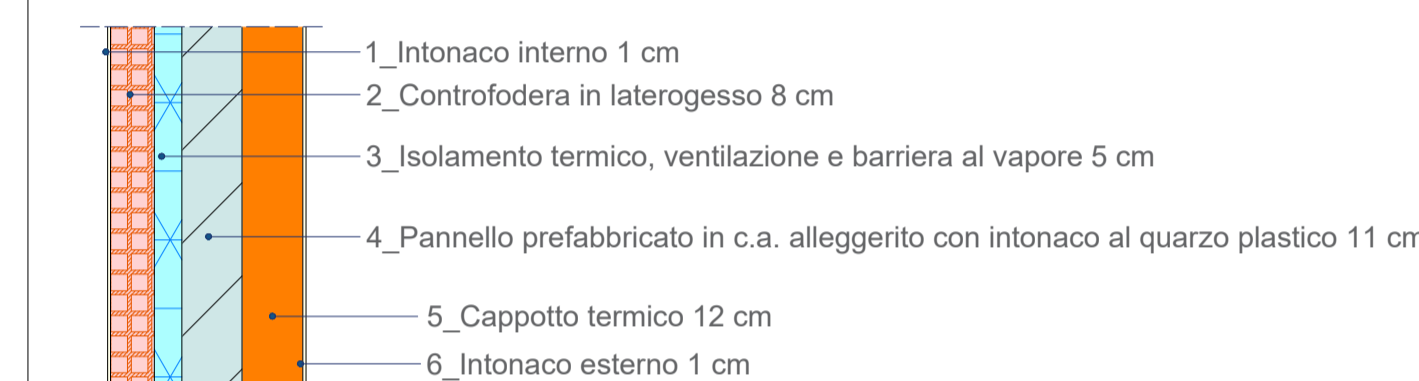 1_Intonaco interno 1 cm
2_Controfodera in laterogesso 8 cm
3_Isolamento termico, ventilazione e barriera al vapore 5 cm
4_Pannello prefabbricato in c.a. alleggerito con intonaco al quarzo plastico 11 cm
5_Cappotto termico 12 cm
6_Intonaco esterno 1 cm